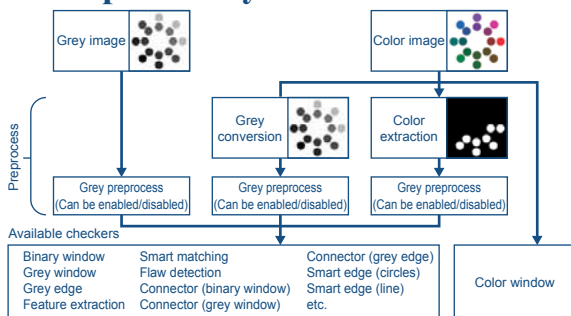 Grey image
Color image
Preprocess
Grey
conversion
Color
extraction
Grey preprocess
(Can be enabled/disabled)
Grey preprocess
(Can be enabled/disabled)
Grey preprocess
(Can be enabled/disabled)
Available checkers
Binary window
Grey window
Grey edge
Feature extraction
Smart matching
Flaw detection
Connector (binary window)
Connector (grey window)
Connector (grey edge)
Smart edge (circles)
Smart edge (line)
etc.
Color window